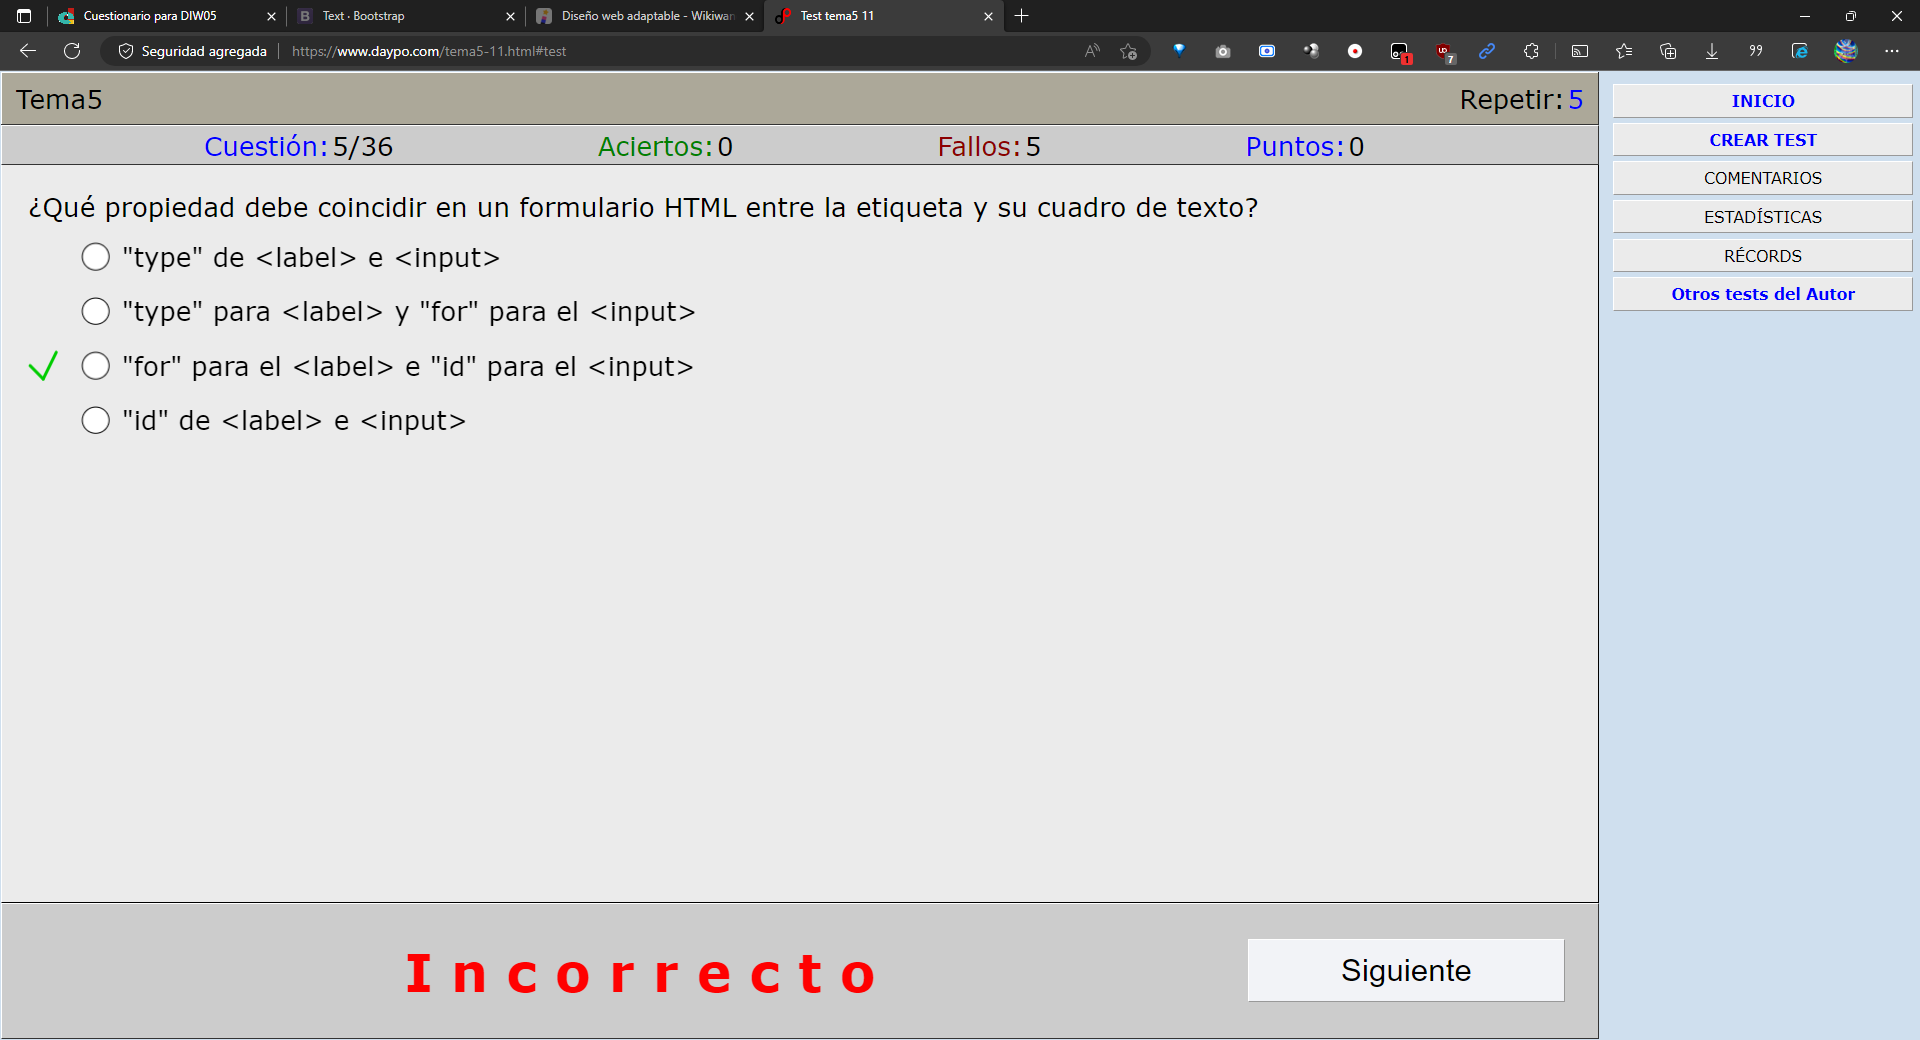 Cuestionario para DIW05
Text · Bootstrap
Diseño web adaptable - Wikiwan
Test tema5 11
Seguridad agregada
https://www.daypo.com/tema5-11.html#test
1
7
Tema5
Repetir: 5
Cuestión: 5/36
Aciertos: 0
Fallos: 5
Puntos: 0
¿Qué propiedad debe coincidir en un formulario HTML entre la etiqueta y su cuadro de texto?
"type" de <label> e <input>
"type" para <label> y "for" para el <input>
"for" para el <label> e "id" para el <input>
"id" de <label> e <input>
Incorrecto
Siguiente
INICIO
CREAR TEST
COMENTARIOS
ESTADÍSTICAS
RÉCORDS
Otros tests del Autor